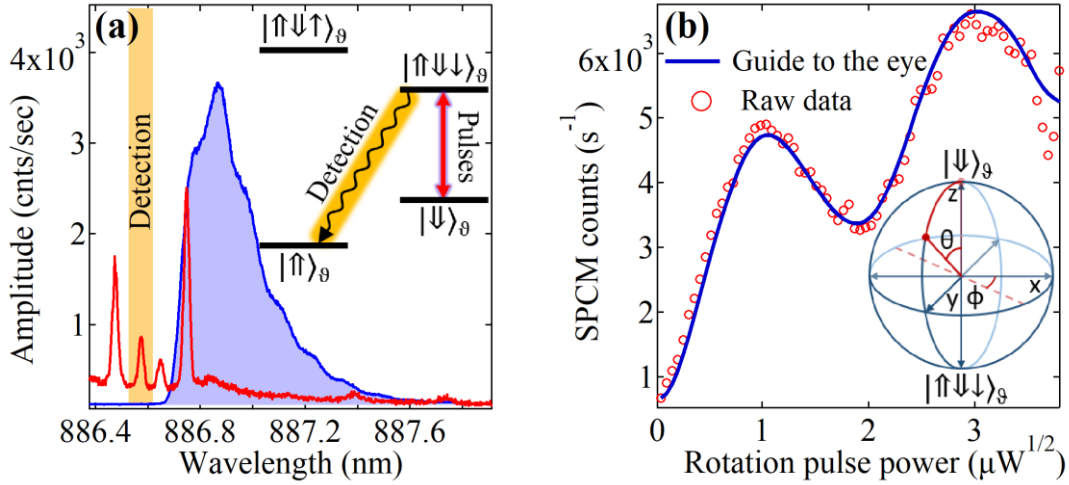 (a)
Amplitude (cnts/sec)
4x10³
3
2
1
886.4 886.8 887.2 887.6
Wavelength (nm)
Detection
|⇑⇓↑⟩ϑ
|⇑⇓↓⟩ϑ
Detection
Pulses
|⇓⟩ϑ
|⇑⟩ϑ
(b)
SPCM counts (s⁻¹)
6x10³
5
4
3
2
1
0 1 2 3
Rotation pulse power (μW^1/2)
Guide to the eye
Raw data
|⇓⟩ϑ
z
θ
x
y
ϕ
|⇑⇓↓⟩ϑ